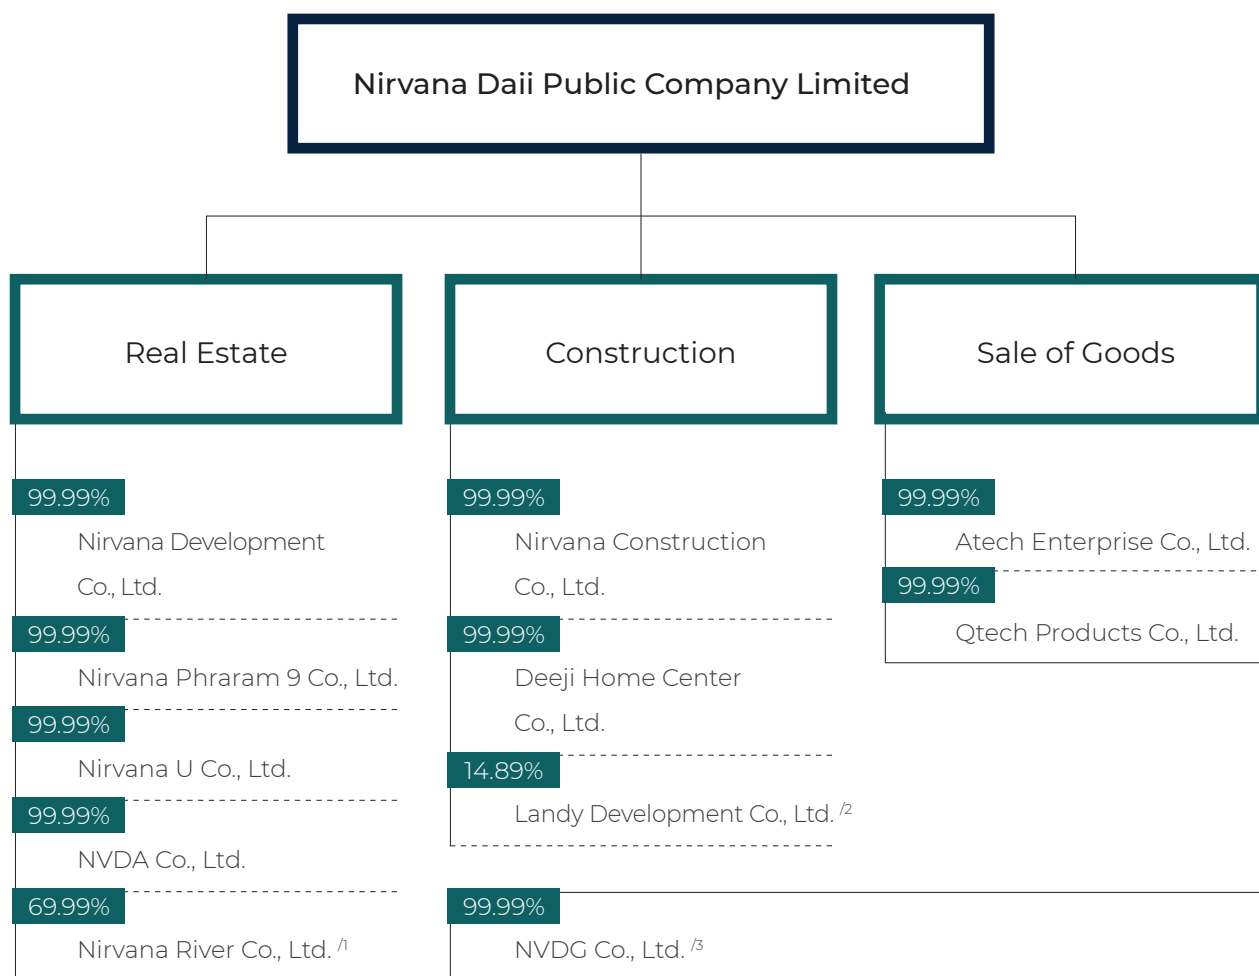 Nirvana Daii Public Company Limited
Real Estate
99.99%
Nirvana Development
Co., Ltd.
99.99%
Nirvana Phraram 9 Co., Ltd.
99.99%
Nirvana U Co., Ltd.
99.99%
NVDA Co., Ltd.
69.99%
Nirvana River Co., Ltd. /1
Construction
99.99%
Nirvana Construction
Co., Ltd.
99.99%
Deeji Home Center
Co., Ltd.
14.89%
Landy Development Co., Ltd. /2
99.99%
NVDG Co., Ltd. /3
Sale of Goods
99.99%
Atech Enterprise Co., Ltd.
99.99%
Qtech Products Co., Ltd.